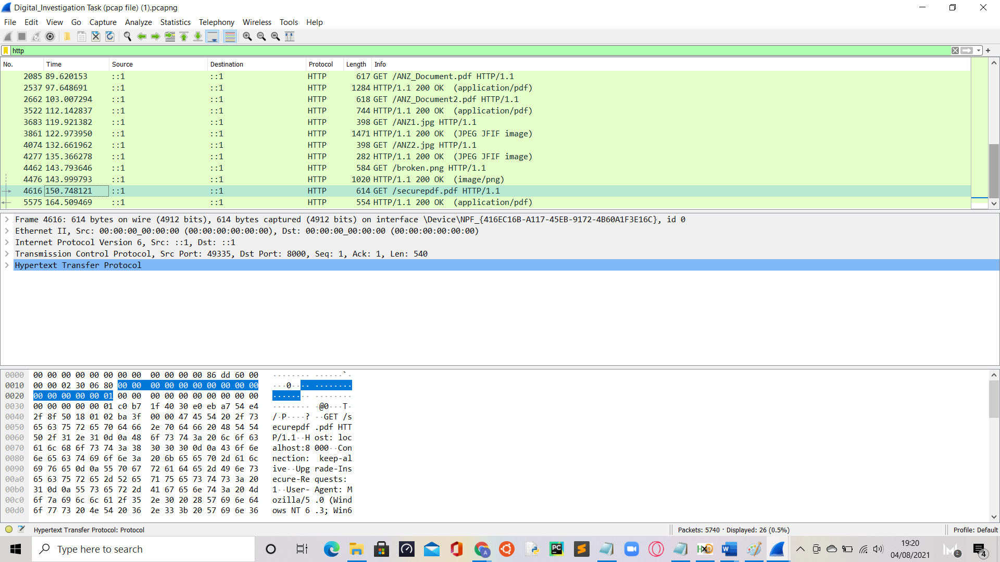 Digital_Investigation Task (pcap file) (1).pcapng
File Edit View Go Capture Analyze Statistics Telephony Wireless Tools Help
http
No. Time Source Destination Protocol Length Info
2085 89.620153 ::1 ::1 HTTP 617 GET /ANZ_Document.pdf HTTP/1.1
2537 97.648691 ::1 ::1 HTTP 1284 HTTP/1.1 200 OK (application/pdf)
2662 103.007294 ::1 ::1 HTTP 618 GET /ANZ_Document2.pdf HTTP/1.1
3522 112.142837 ::1 ::1 HTTP 744 HTTP/1.1 200 OK (application/pdf)
3683 119.921382 ::1 ::1 HTTP 398 GET /ANZ1.jpg HTTP/1.1
3861 122.973950 ::1 ::1 HTTP 1471 HTTP/1.1 200 OK (JPEG JFIF image)
4074 132.661962 ::1 ::1 HTTP 398 GET /ANZ2.jpg HTTP/1.1
4277 135.366278 ::1 ::1 HTTP 282 HTTP/1.1 200 OK (JPEG JFIF image)
4462 143.793646 ::1 ::1 HTTP 584 GET /broken.png HTTP/1.1
4476 143.999793 ::1 ::1 HTTP 1020 HTTP/1.1 200 OK (image/png)
4616 150.748121 ::1 ::1 HTTP 614 GET /securepdf.pdf HTTP/1.1
5575 164.509469 ::1 ::1 HTTP 554 HTTP/1.1 200 OK (application/pdf)
Frame 4616: 614 bytes on wire (4912 bits), 614 bytes captured (4912 bits) on interface \Device\NPF_{416EC16B-A117-45EB-9172-4B60A1F3E16C}, id 0
Ethernet II, Src: 00:00:00_00:00:00 (00:00:00:00:00:00), Dst: 00:00:00_00:00:00 (00:00:00:00:00:00)
Internet Protocol Version 6, Src: ::1, Dst: ::1
Transmission Control Protocol, Src Port: 49335, Dst Port: 8000, Seq: 1, Ack: 1, Len: 540
Hypertext Transfer Protocol
0000 00 00 00 00 00 00 00 00 00 00 00 00 86 dd 60 00 ········ ······`·
0010 00 00 02 30 06 80 00 00 00 00 00 00 00 00 00 00 ···0···· ········
0020 00 00 00 00 00 01 00 00 00 00 00 00 00 00 00 00 ········ ········
0030 00 00 00 00 00 01 c0 b7 1f 40 30 e0 eb a7 54 e4 ········ ·@0···T·
0040 2f 8f 50 18 01 02 ba 3f 00 00 47 45 54 20 2f 73 /·P····? ··GET /s
0050 65 63 75 72 65 70 64 66 2e 70 64 66 20 48 54 54 ecurepdf .pdf HTT
0060 50 2f 31 2e 31 0d 0a 48 6f 73 74 3a 20 6c 6f 63 P/1.1··H ost: loc
0070 61 6c 68 6f 73 74 3a 38 30 30 30 0d 0a 43 6f 6e alhost:8 000··Con
0080 6e 65 63 74 69 6f 6e 3a 20 6b 65 65 70 2d 61 6c nection: keep-al
0090 69 76 65 0d 0a 55 70 67 72 61 64 65 2d 49 6e 73 ive··Upg rade-Ins
00a0 65 63 75 72 65 2d 52 65 71 75 65 73 74 73 3a 20 ecure-Re quests:
00b0 31 0d 0a 55 73 65 72 2d 41 67 65 6e 74 3a 20 4d 1··User- Agent: M
00c0 6f 7a 69 6c 6c 61 2f 35 2e 30 20 28 57 69 6e 64 ozilla/5 .0 (Wind
00d0 6f 77 73 20 4e 54 20 36 2e 33 3b 20 57 69 6e 36 ows NT 6 .3; Win6
Hypertext Transfer Protocol: Protocol
Packets: 5740 · Displayed: 26 (0.5%)
Profile: Default
Type here to search
19:20
04/08/2021
2
4